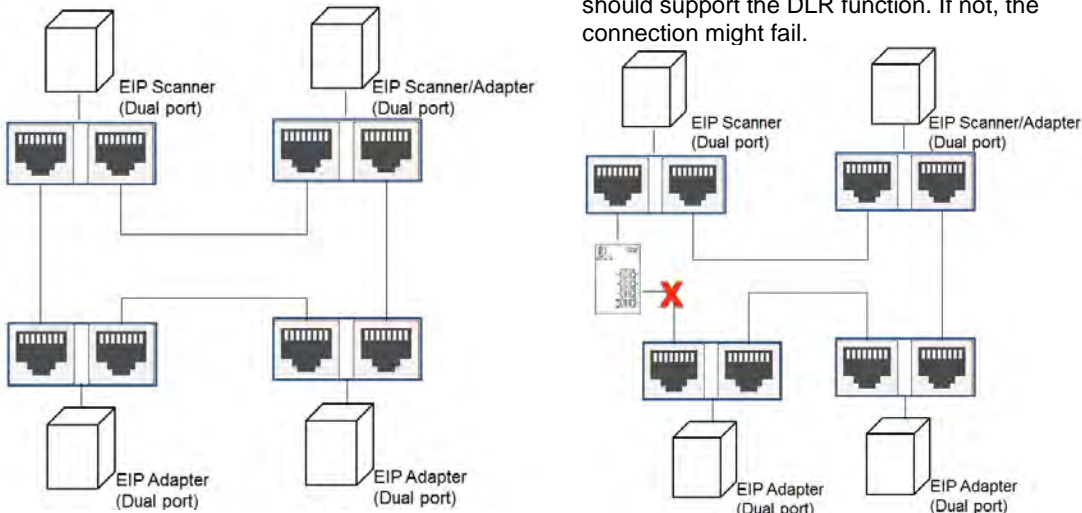 should support the DLR function. If not, the
connection might fail.
EIP Scanner
(Dual port)
EIP Scanner/Adapter
(Dual port)
EIP Adapter
(Dual port)
EIP Adapter
(Dual port)
EIP Scanner
(Dual port)
EIP Scanner/Adapter
(Dual port)
X
EIP Adapter
(Dual port)
EIP Adapter
(Dual port)